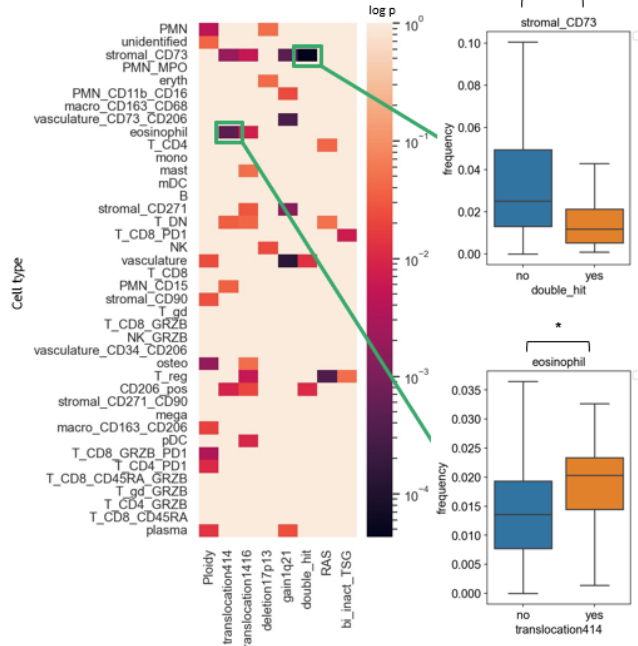 log p
PMN
unidentified
stromal_CD73
PMN_MPO
eryth
PMN_CD11b_CD16
macro_CD163_CD68
vasculature_CD73_CD206
eosinophil
T_CD4
mono
mast
mDC
B
stromal_CD271
T_DN
T_CD8_PD1
NK
vasculature
T_CD8
PMN_CD15
stromal_CD90
T_gd
T_CD8_GRZB
NK_GRZB
vasculature_CD34_CD206
osteo
T_reg
CD206_pos
stromal_CD271_CD90
mega
macro_CD163_CD206
pDC
T_CD8_GRZB_PD1
T_CD4_PD1
T_CD8_CD45RA_GRZB
T_gd_GRZB
T_CD4_GRZB
T_CD8_CD45RA
plasma
Cell type
Ploidy
translocation414
translocation1416
deletion17p13
gain1q21
double_hit
RAS
bi_inact_TSG
10⁰
10⁻¹
10⁻²
10⁻³
10⁻⁴
stromal_CD73
frequency
0.10
0.08
0.06
0.04
0.02
0.00
no yes
double_hit
*
eosinophil
frequency
0.035
0.030
0.025
0.020
0.015
0.010
0.005
0.000
no yes
translocation414